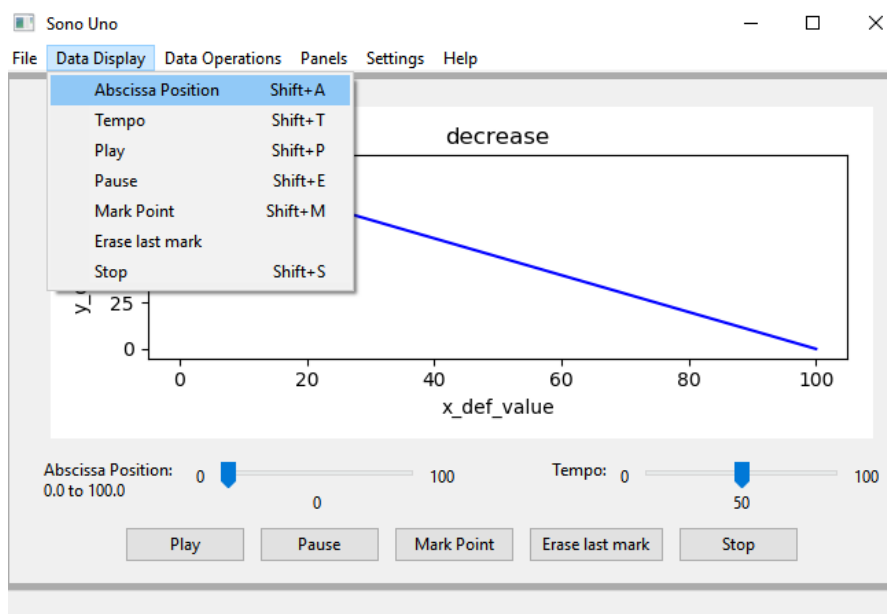 Sono Uno
File Data Display Data Operations Panels Settings Help
Abscissa Position Shift+A
Tempo Shift+T
Play Shift+P
Pause Shift+E
Mark Point Shift+M
Erase last mark
Stop Shift+S
decrease
25
0
0 20 40 60 80 100
x_def_value
Abscissa Position: 0 100 Tempo: 0 100
0.0 to 100.0
0 50
Play Pause Mark Point Erase last mark Stop